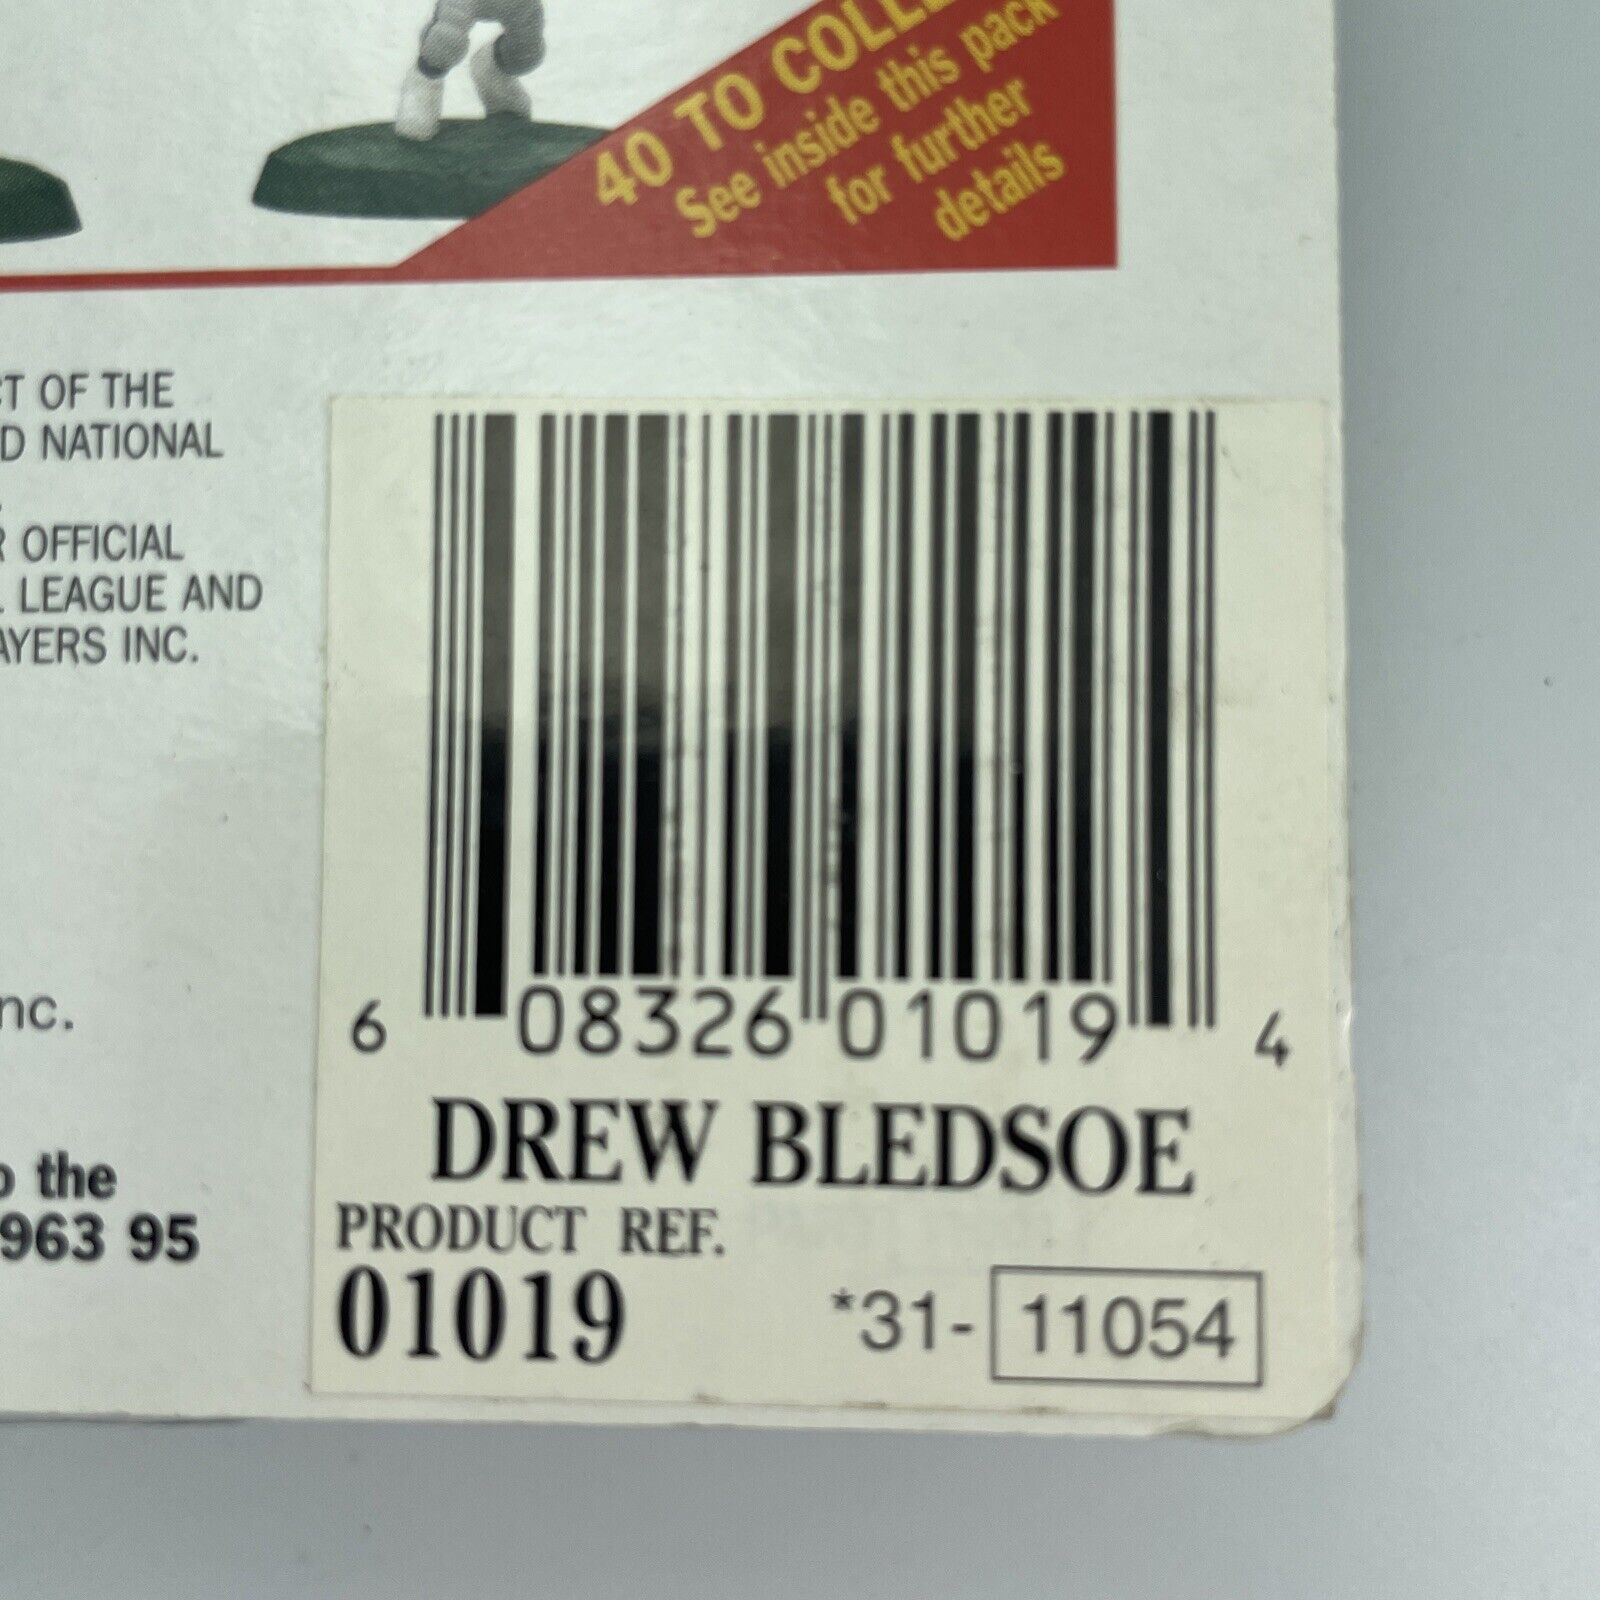 40 TO COLLE
See inside this pack
for further
details
CT OF THE
D NATIONAL
R OFFICIAL
L LEAGUE AND
AYERS INC.
nc.
o the
963 95
6 08326 01019 4
DREW BLEDSOE
PRODUCT REF.
01019 *31- 11054